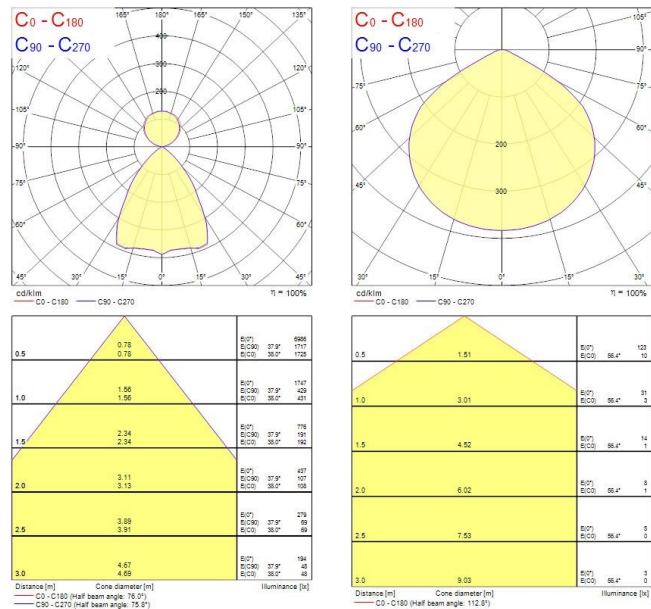 C0 - C180
C90 - C270
165° 180° 165°
150° 150°
135°
120° 120°
105° 105°
90° 90°
75° 75°
60° 60°
45° 30° 15° 0° 15° 30° 45°
400
300
200
cd/klm
η = 100%
C0 - C180 C90 - C270
0.5 0.78 0.78 E(0°) 6986 E(C90) 37.9° 1717 E(C0) 38.0° 1725
1.0 1.56 1.56 E(0°) 1747 E(C90) 37.9° 429 E(C0) 38.0° 431
1.5 2.34 2.34 E(0°) 776 E(C90) 37.9° 191 E(C0) 38.0° 192
2.0 3.11 3.13 E(0°) 437 E(C90) 37.9° 107 E(C0) 38.0° 108
2.5 3.89 3.91 E(0°) 279 E(C90) 37.9° 69 E(C0) 38.0° 69
3.0 4.67 4.69 E(0°) 194 E(C90) 37.9° 48 E(C0) 38.0° 48
Distance [m] Cone diameter [m] Illuminance [lx]
C0 - C180 (Half beam angle: 76.0°)
C90 - C270 (Half beam angle: 75.8°)
C0 - C180
C90 - C270
105° 105°
90° 90°
75° 75°
60° 60°
45° 45°
200
300
30° 15° 0° 15° 30°
cd/klm
η = 100%
C0 - C180 C90 - C270
0.5 1.51 E(0°) 123 E(C0) 56.4° 10
1.0 3.01 E(0°) 31 E(C0) 56.4° 3
1.5 4.52 E(0°) 14 E(C0) 56.4° 1
2.0 6.02 E(0°) 8 E(C0) 56.4° 1
2.5 7.53 E(0°) 5 E(C0) 56.4° 0
3.0 9.03 E(0°) 3 E(C0) 56.4° 0
Distance [m] Cone diameter [m] Illuminance [lx]
C0 - C180 (Half beam angle: 112.8°)